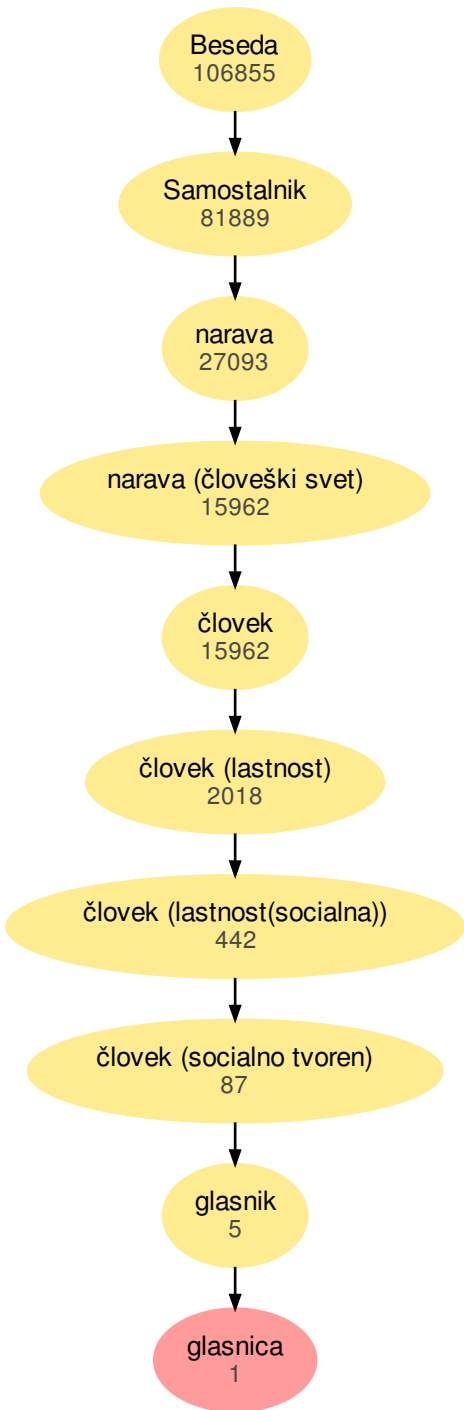 Beseda
106855
Samostalnik
81889
narava
27093
narava (človeški svet)
15962
človek
15962
človek (lastnost)
2018
človek (lastnost(socialna))
442
človek (socialno tvoren)
87
glasnik
5
glasnica
1